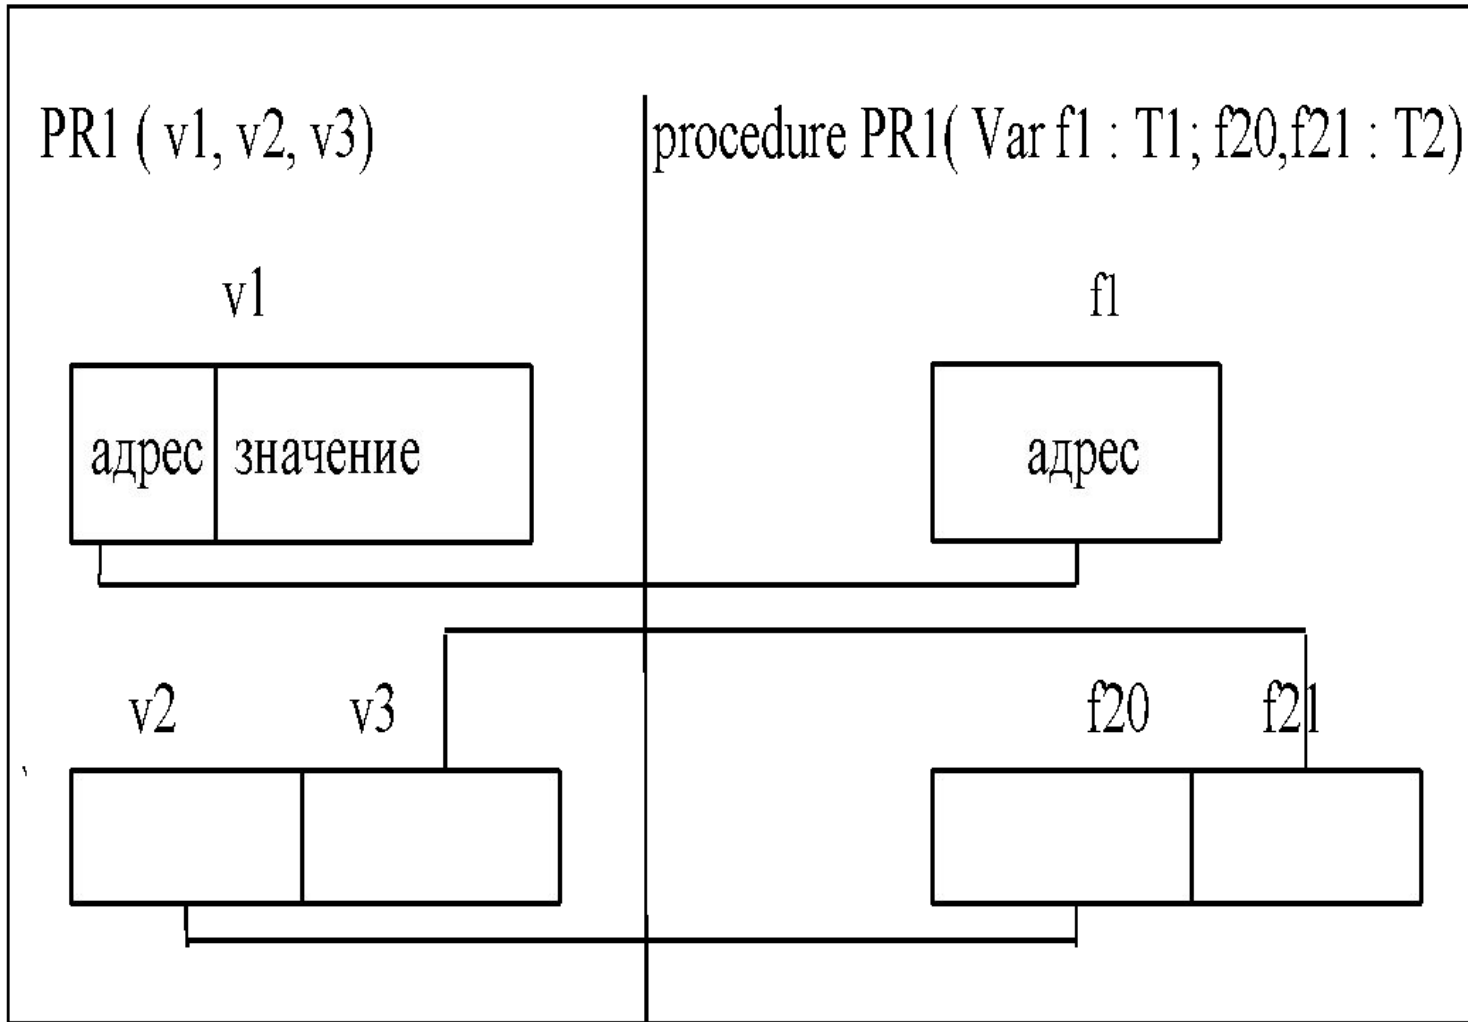 PR1 ( v1, v2, v3)
procedure PR1( Var f1 : T1; f20,f21 : T2)
v1
f1
адрес
значение
адрес
v2
v3
f20
f21